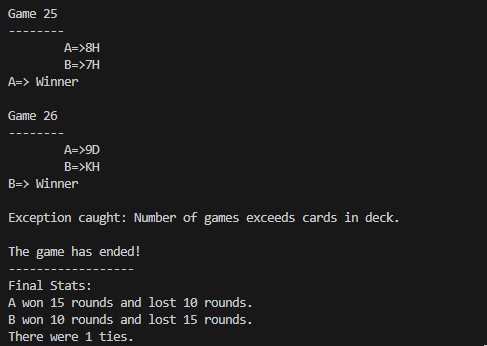 Game 25
--------
A=>8H
B=>7H
A=> Winner
Game 26
--------
A=>9D
B=>KH
B=> Winner
Exception caught: Number of games exceeds cards in deck.
The game has ended!
------------------
Final Stats:
A won 15 rounds and lost 10 rounds.
B won 10 rounds and lost 15 rounds.
There were 1 ties.